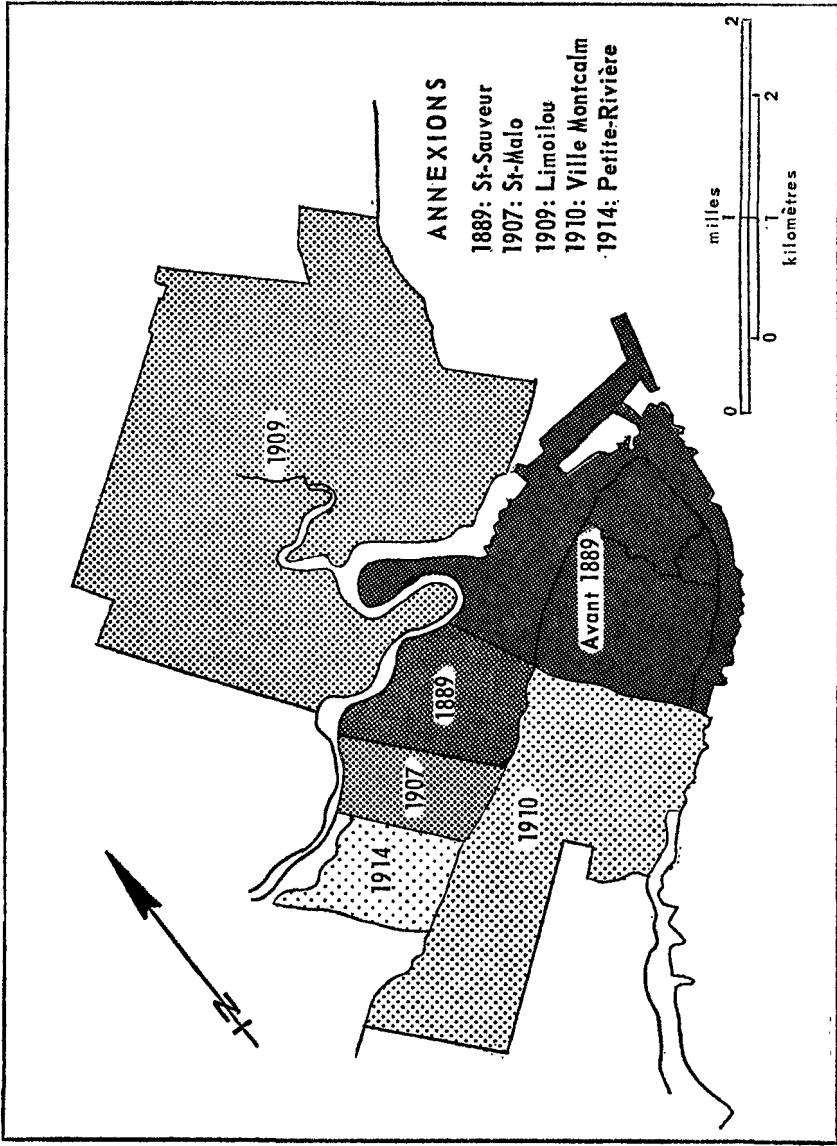 ANNEXIONS
1889: St-Sauveur
1907: St-Malo
1909: Limoilou
1910: Ville Montcalm
1914: Petite-Rivière
1909
Avant 1889
1889
1907
1910
1914
N
milles
0 1 2
0 1 2
kilomètres